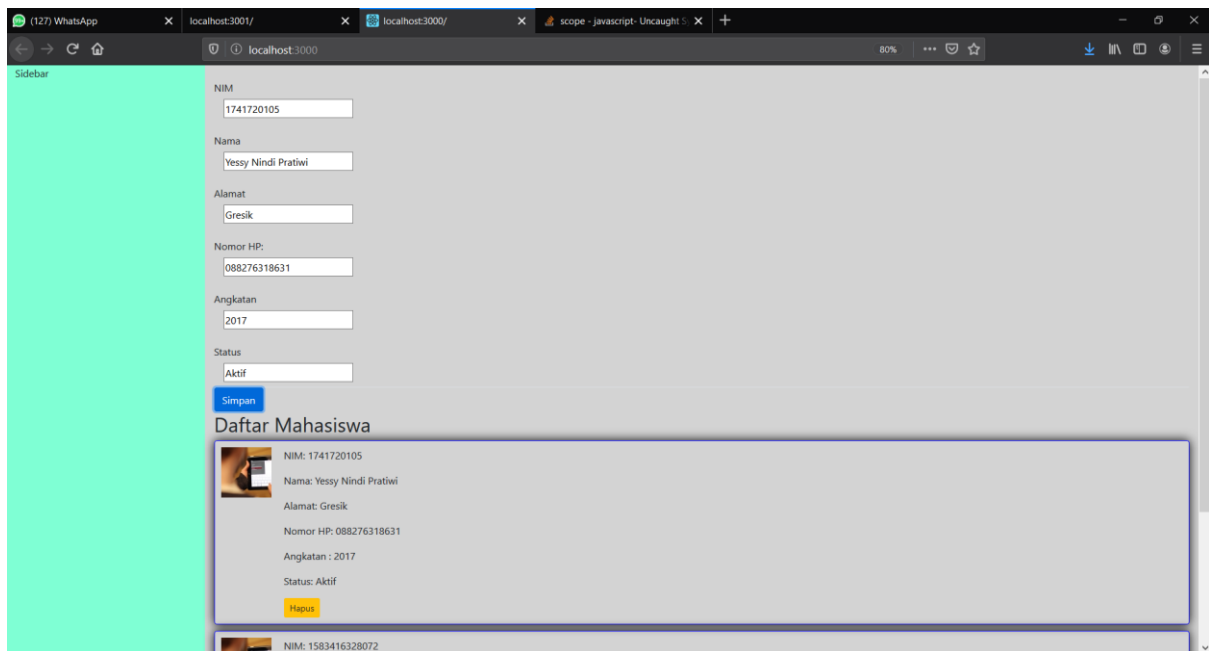 (127) WhatsApp
localhost:3001/
localhost:3000/
scope - javascript- Uncaught Sy
localhost:3000
80%
Sidebar
NIM
1741720105
Nama
Yessy Nindi Pratiwi
Alamat
Gresik
Nomor HP:
088276318631
Angkatan
2017
Status
Aktif
Simpan
Daftar Mahasiswa
NIM: 1741720105
Nama: Yessy Nindi Pratiwi
Alamat: Gresik
Nomor HP: 088276318631
Angkatan : 2017
Status: Aktif
Hapus
NIM: 1583416328072